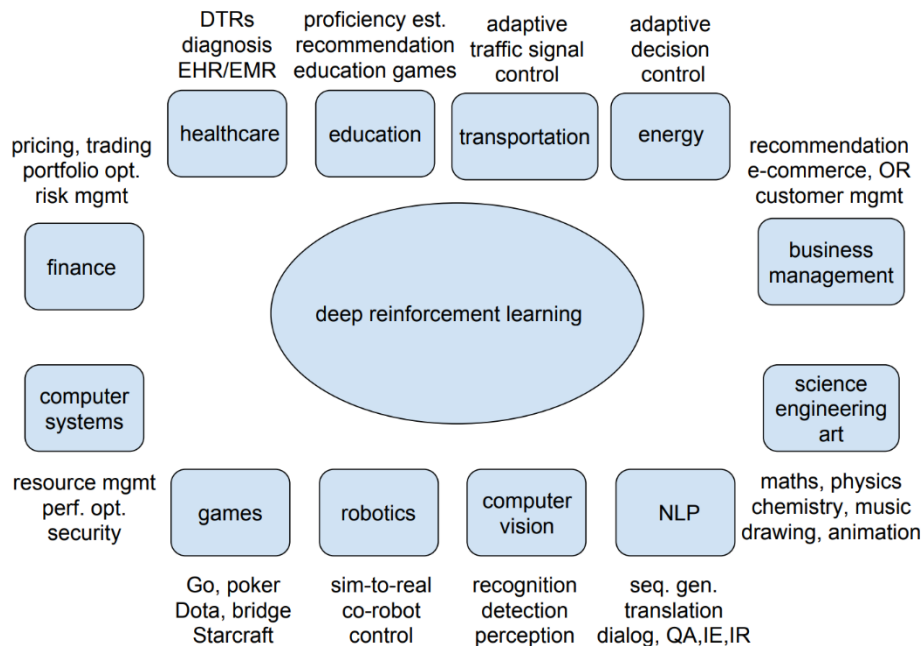 DTRs
diagnosis
EHR/EMR
healthcare
proficiency est.
recommendation
education games
education
adaptive
traffic signal
control
transportation
adaptive
decision
control
energy
pricing, trading
portfolio opt.
risk mgmt
finance
recommendation
e-commerce, OR
customer mgmt
business
management
deep reinforcement learning
computer
systems
resource mgmt
perf. opt.
security
science
engineering
art
maths, physics
chemistry, music
drawing, animation
games
Go, poker
Dota, bridge
Starcraft
robotics
sim-to-real
co-robot
control
computer
vision
recognition
detection
perception
NLP
seq. gen.
translation
dialog, QA,IE,IR